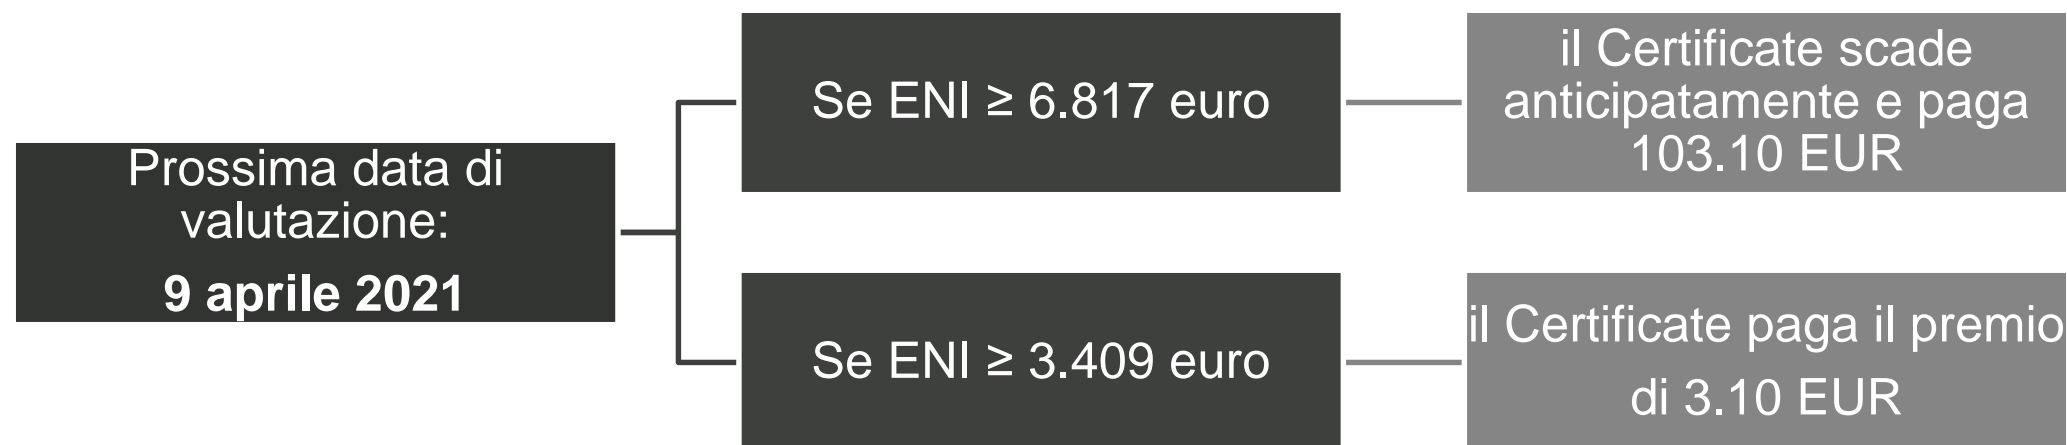 Prossima data di
valutazione:
9 aprile 2021
Se ENI ≥ 6.817 euro
il Certificate scade
anticipatamente e paga
103.10 EUR
Se ENI ≥ 3.409 euro
il Certificate paga il premio
di 3.10 EUR